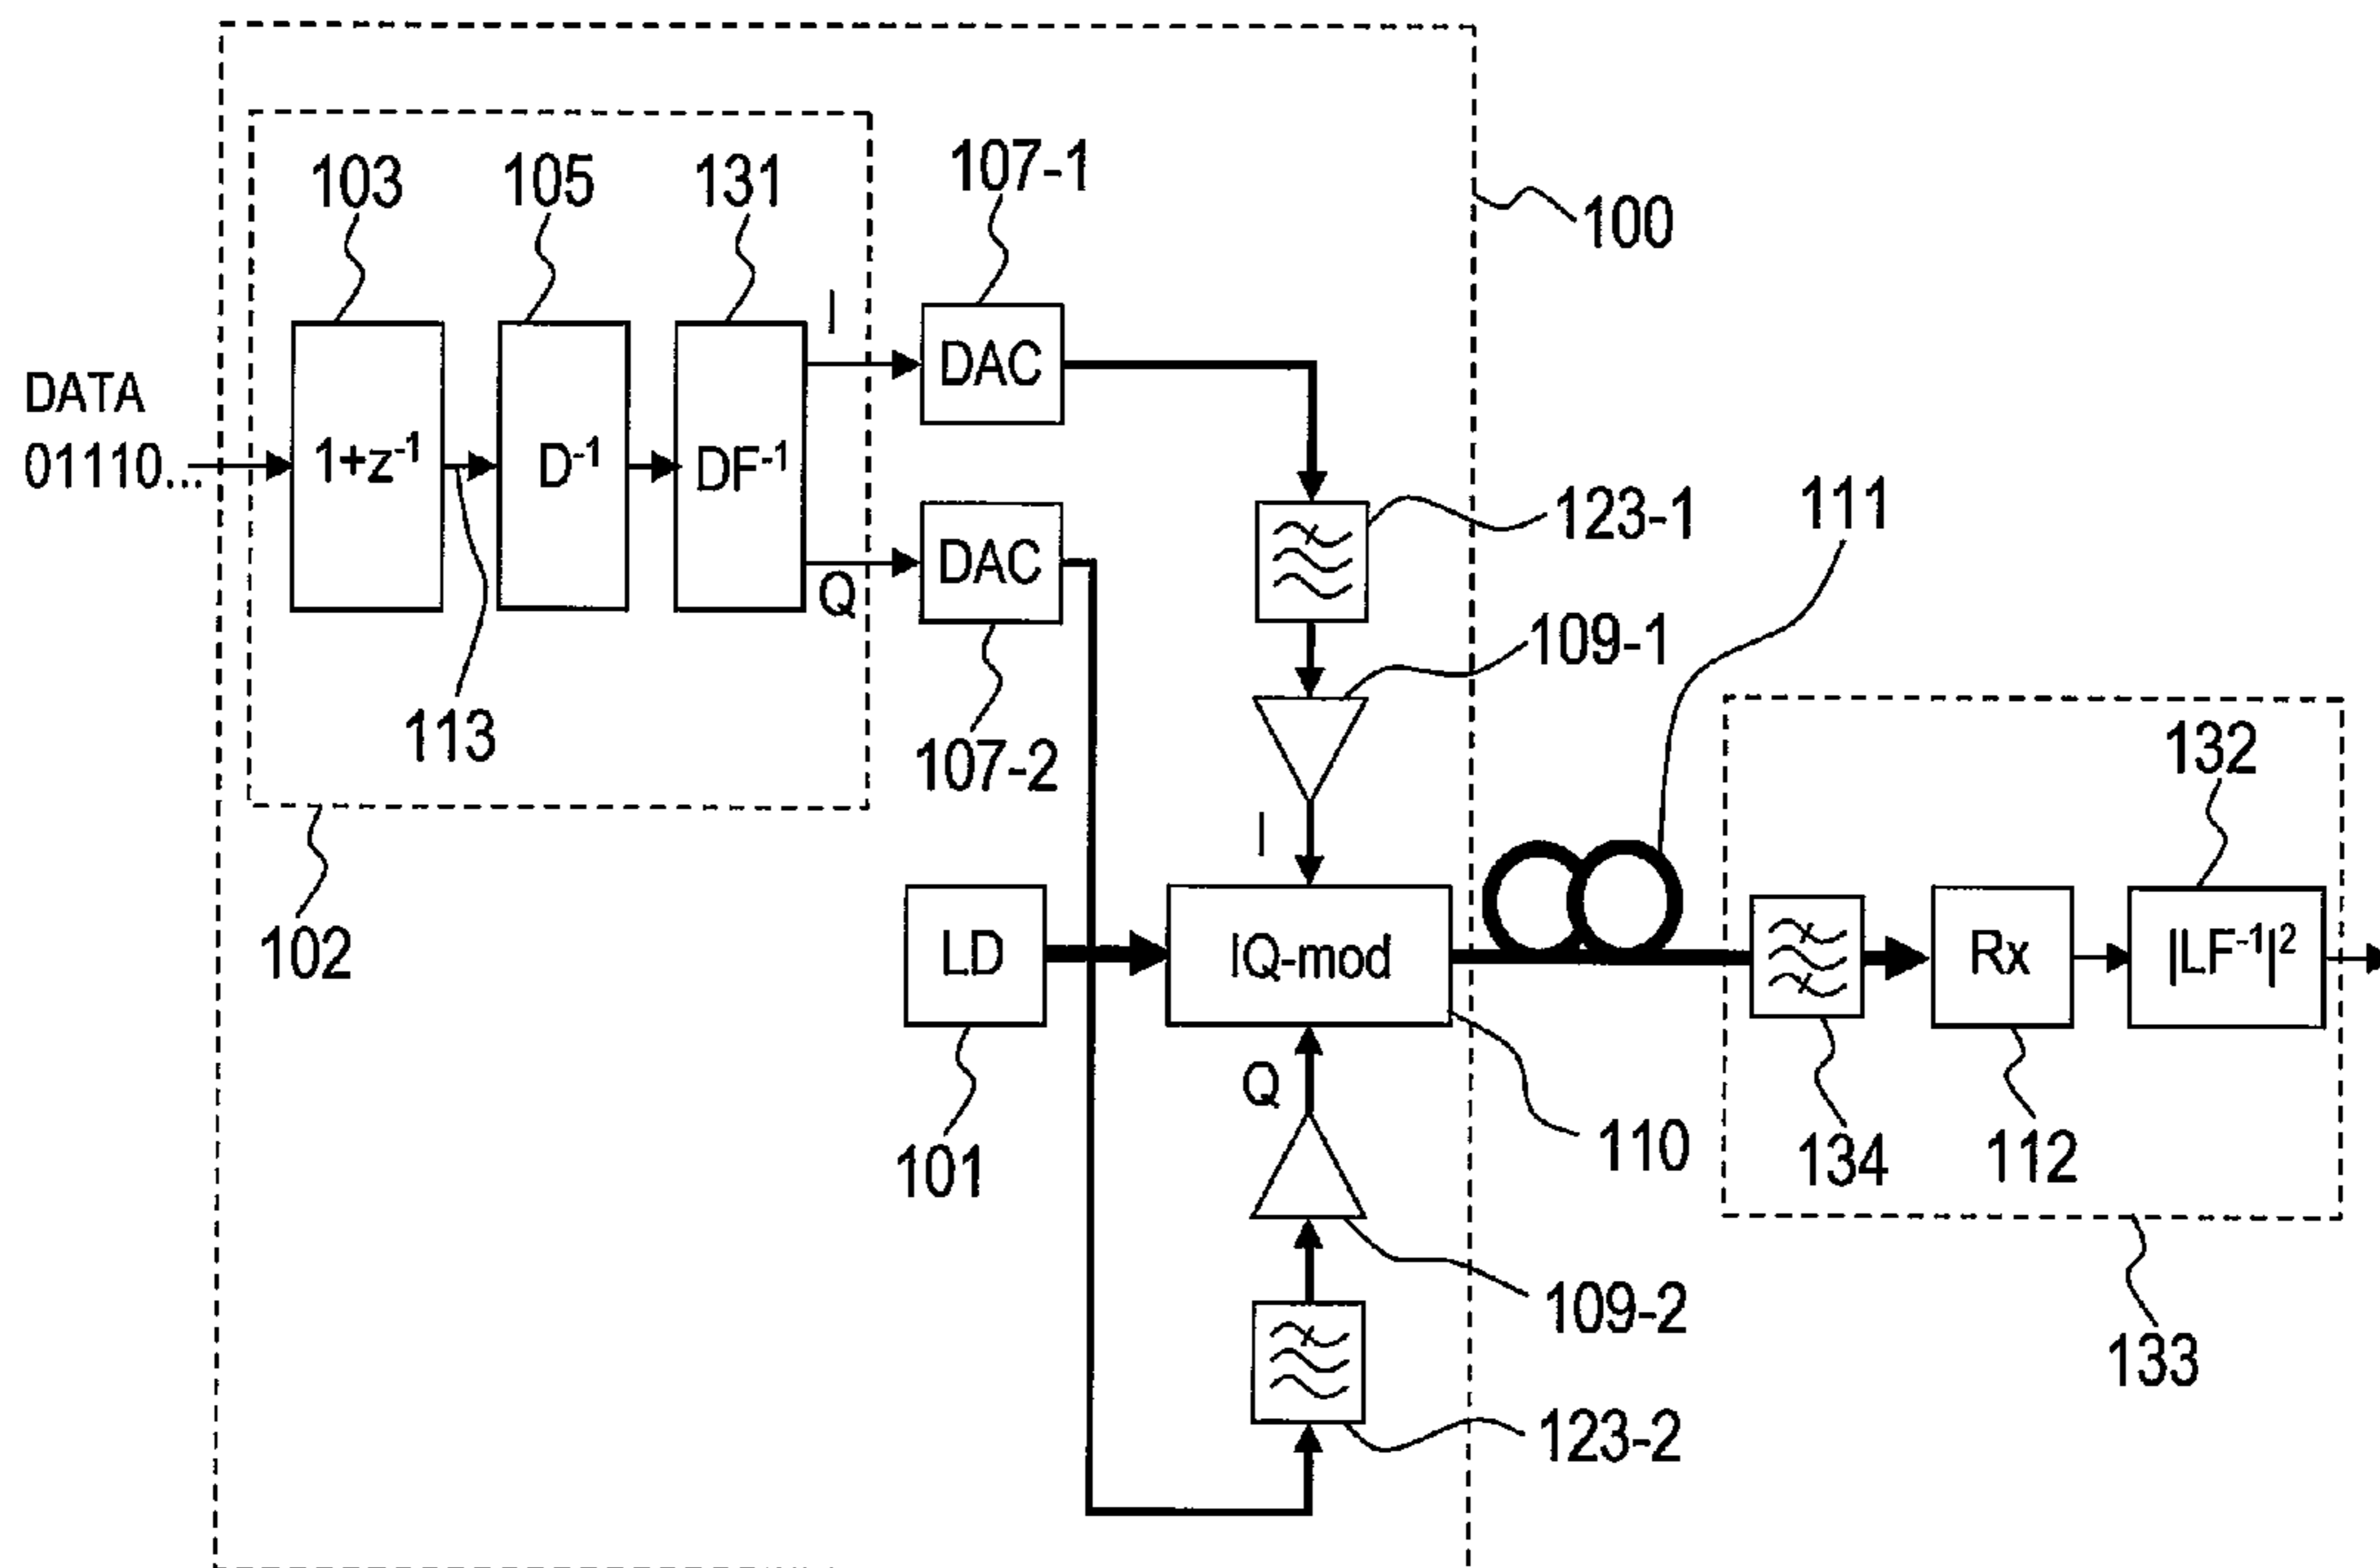 103
105
131
107-1
100
I
DATA
01110...
1+z⁻¹
D⁻¹
DF⁻¹
DAC
Q
DAC
123-1
111
109-1
113
107-2
132
I
102
LD
IQ-mod
Rx
|LF⁻¹|²
Q
101
110
134
112
109-2
133
123-2